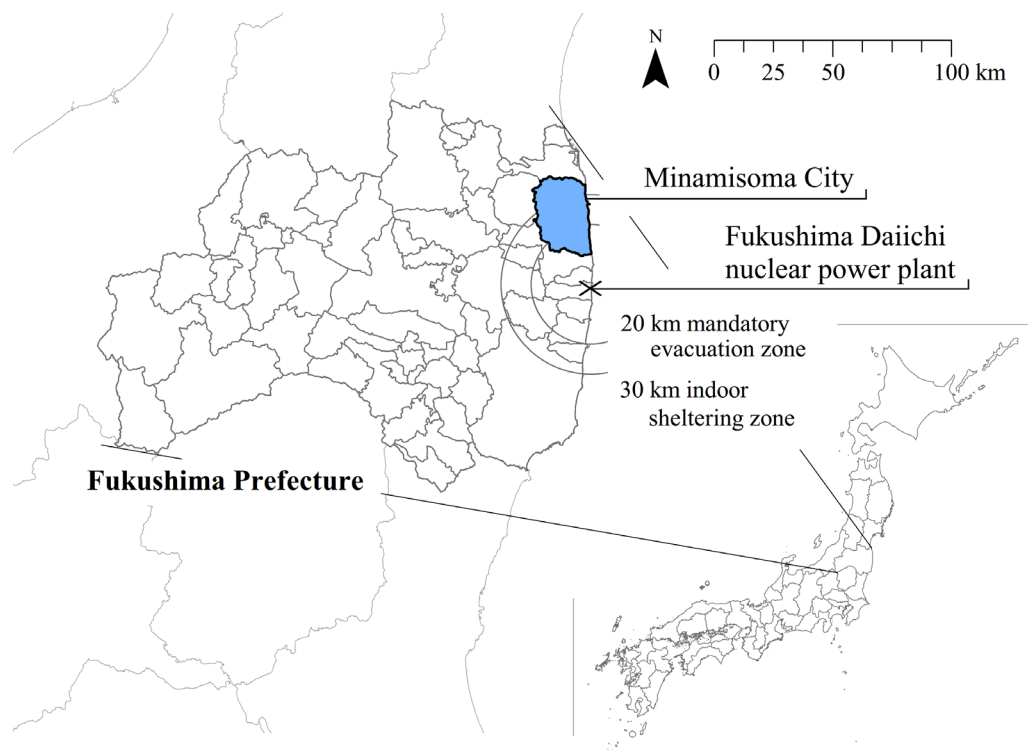 N
0 25 50 100 km
Minamisoma City
Fukushima Daiichi
nuclear power plant
20 km mandatory
evacuation zone
30 km indoor
sheltering zone
Fukushima Prefecture